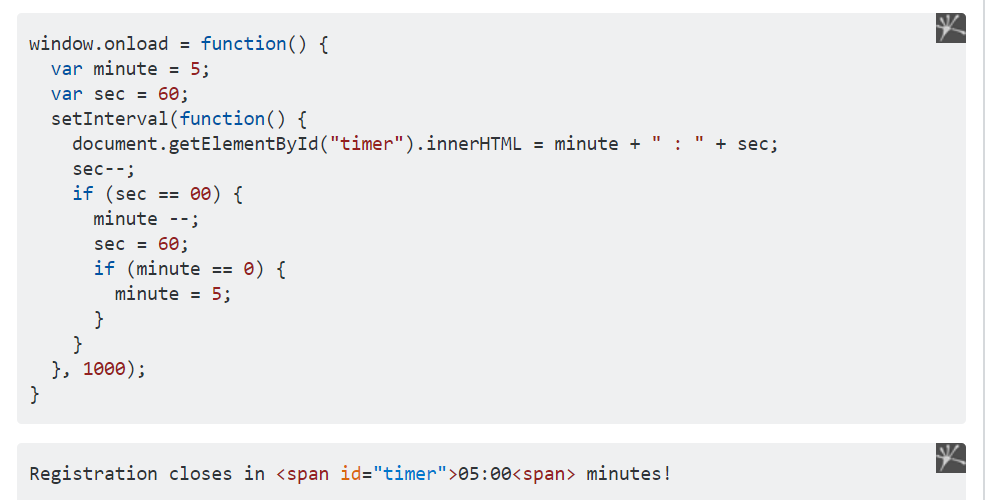 window.onload = function() {
  var minute = 5;
  var sec = 60;
  setInterval(function() {
    document.getElementById("timer").innerHTML = minute + " : " + sec;
    sec--;
    if (sec == 00) {
      minute --;
      sec = 60;
      if (minute == 0) {
        minute = 5;
      }
    }
  }, 1000);
}
Registration closes in <span id="timer">05:00<span> minutes!